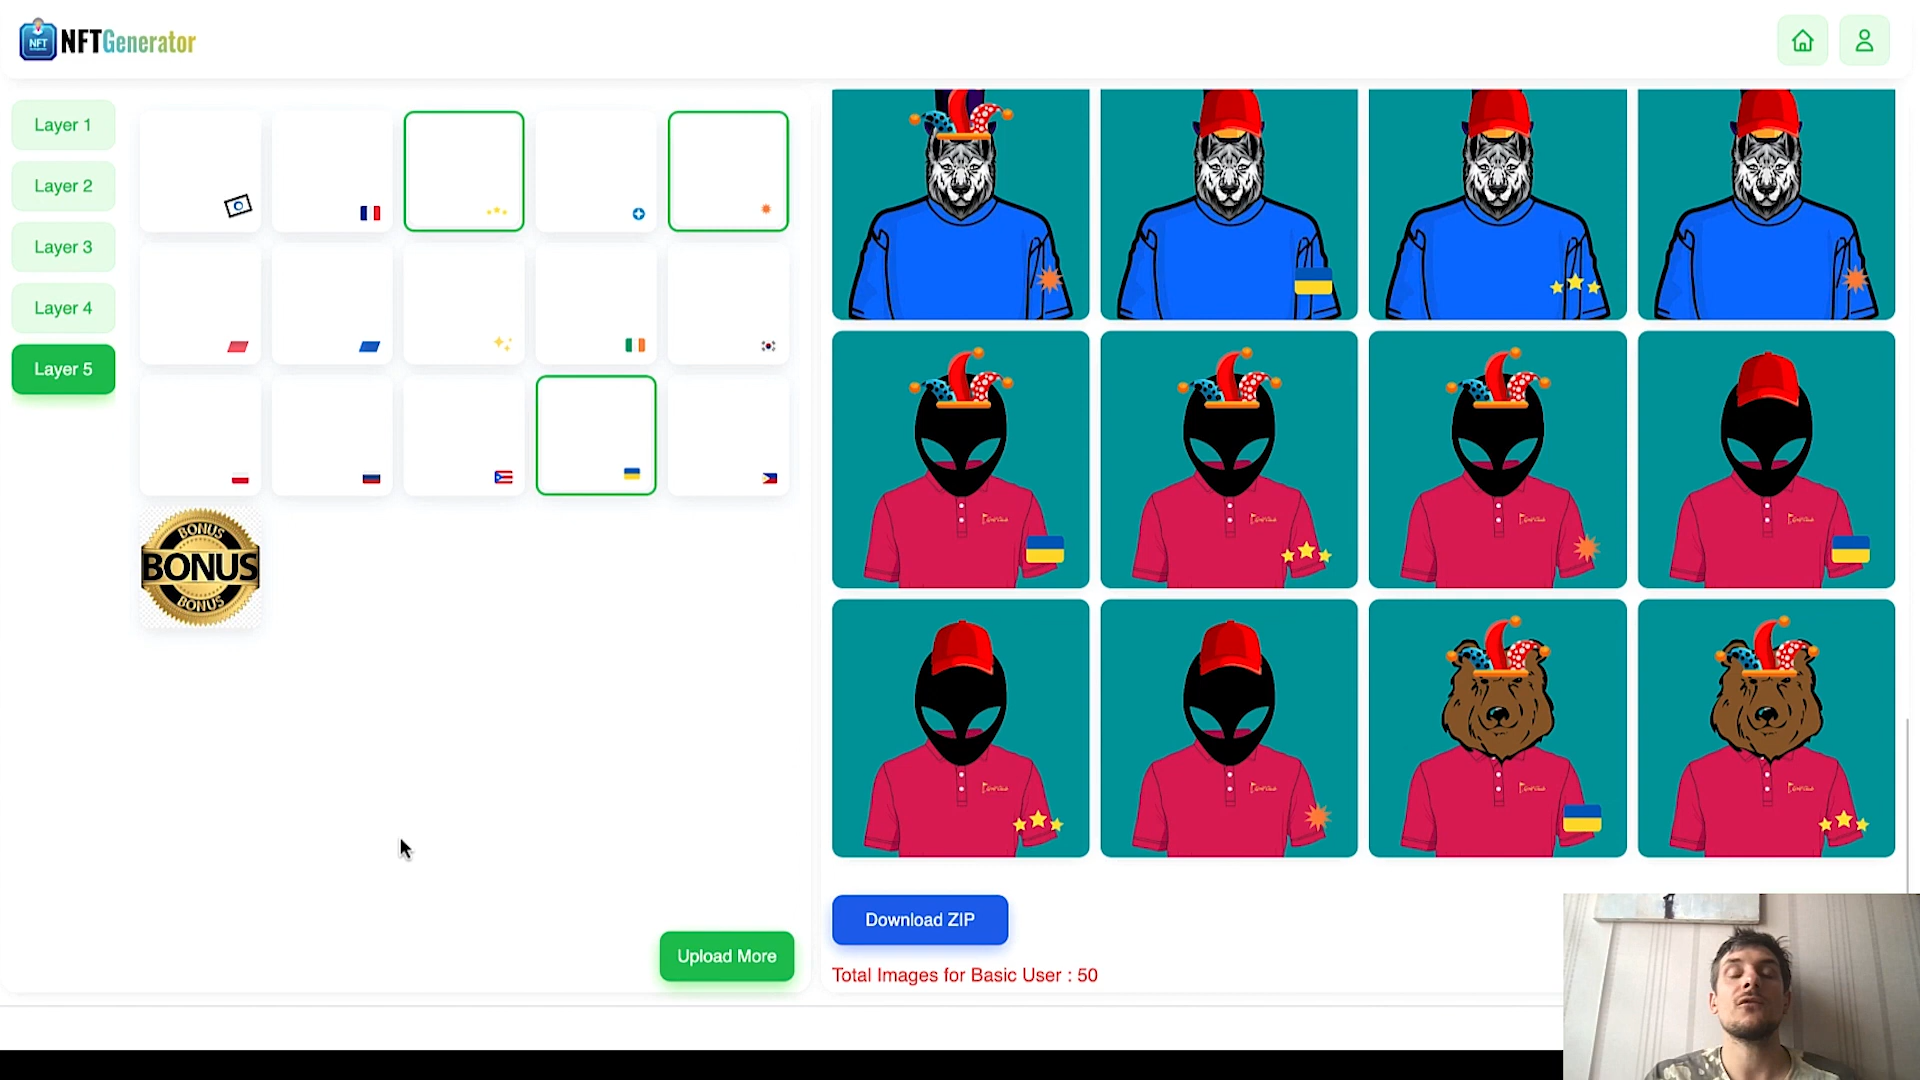 NFT NFTGenerator
Layer 1
Layer 2
Layer 3
Layer 4
Layer 5
BONUS
BONUS
BONUS
Upload More
Download ZIP
Total Images for Basic User : 50